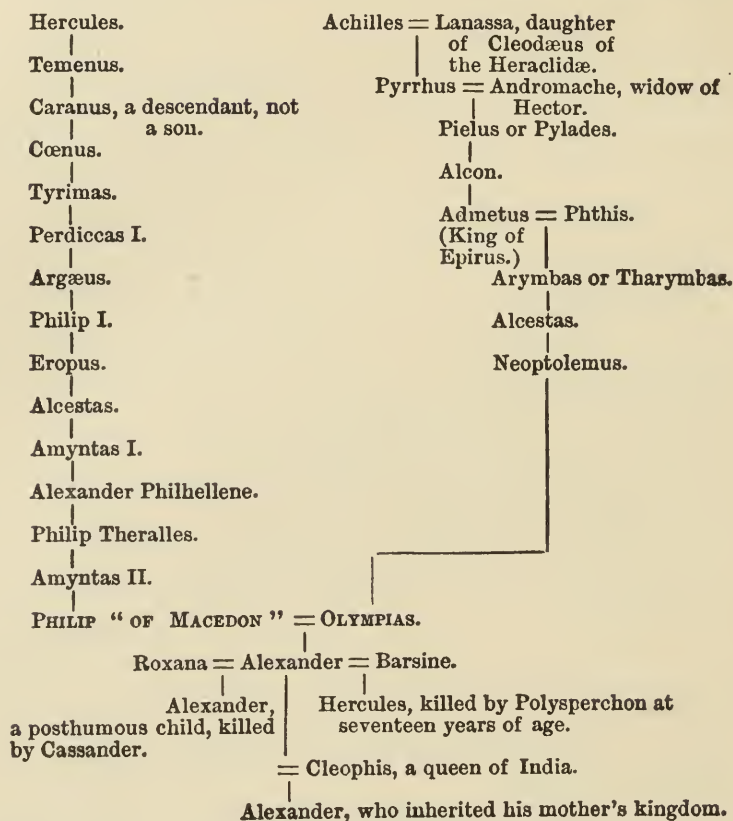 Hercules.
Temenus.
Caranus, a descendant, not
a son.
Cœnus.
Tyrimas.
Perdiccas I.
Argæus.
Philip I.
Eropus.
Alcestas.
Amyntas I.
Alexander Philhellene.
Philip Theralles.
Amyntas II.
Achilles = Lanassa, daughter
of Cleodæus of
the Heraclidæ.
Pyrrhus = Andromache, widow of
Hector.
Pielus or Pylades.
Alcon.
Admetus = Phthis.
(King of
Epirus.)
Arymbas or Tharymbas.
Alcestas.
Neoptolemus.
PHILIP “ OF MACEDON ” = OLYMPIAS.
Roxana = Alexander = Barsine.
Alexander,
a posthumous child, killed
by Cassander.
Hercules, killed by Polysperchon at
seventeen years of age.
= Cleophis, a queen of India.
Alexander, who inherited his mother's kingdom.